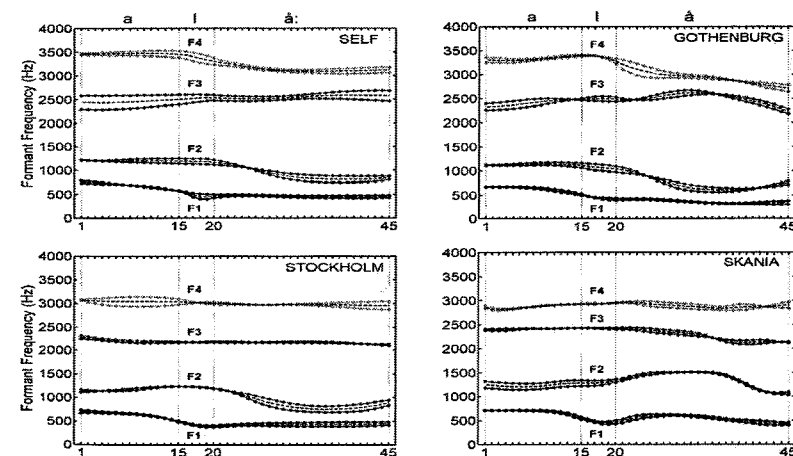 a l å:
a l å
4000 F4 SELF
3500
3000 F3
2500
2000
1500 F2
1000
500
0 F1
1 15 20 45
Formant Frequency (Hz)
4000 F4 GOTHENBURG
3500
3000 F3
2500
2000
1500 F2
1000
500
0 F1
1 15 20 45
4000 STOCKHOLM
3500 F4
3000
2500 F3
2000
1500 F2
1000
500
0 F1
1 15 20 45
Formant Frequency (Hz)
4000 SKANIA
3500 F4
3000
2500 F3
2000
1500 F2
1000
500
0 F1
1 15 20 45